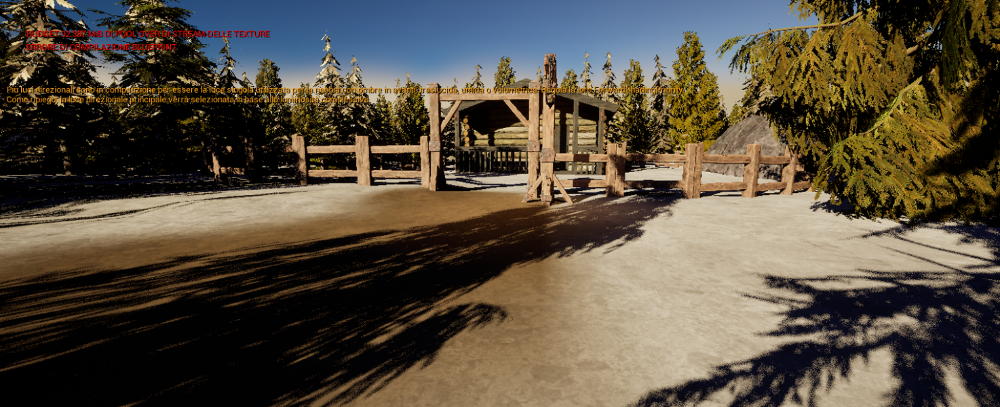 BUDGET 92.387 MiB DI POOL OVER IN STREAM DELLE TEXTURE
ERRORE DI COMPILAZIONE BLUEPRINT
Più luci direzionali sono in competizione per essere la luce singola utilizzata per la nebbia con ombre in avanti, traslucida, umida o volumetrica. Regola la loro ForwardShadingPriority.
Come ripiego, la luce direzionale principale verrà selezionata in base alla luminosità complessiva.